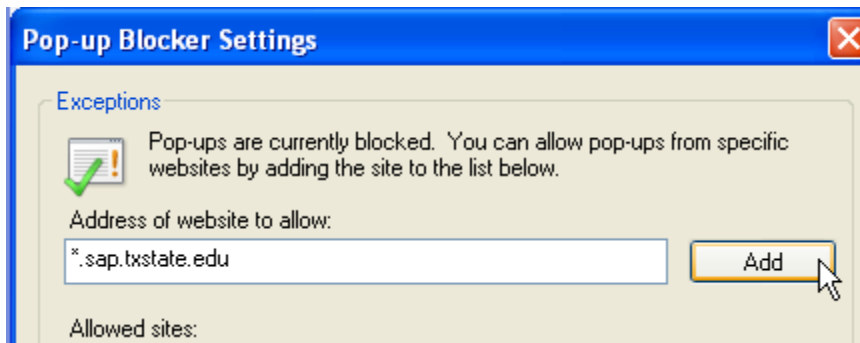 Pop-up Blocker Settings
Exceptions
Pop-ups are currently blocked. You can allow pop-ups from specific
websites by adding the site to the list below.
Address of website to allow:
*.sap.txstate.edu
Add
Allowed sites: